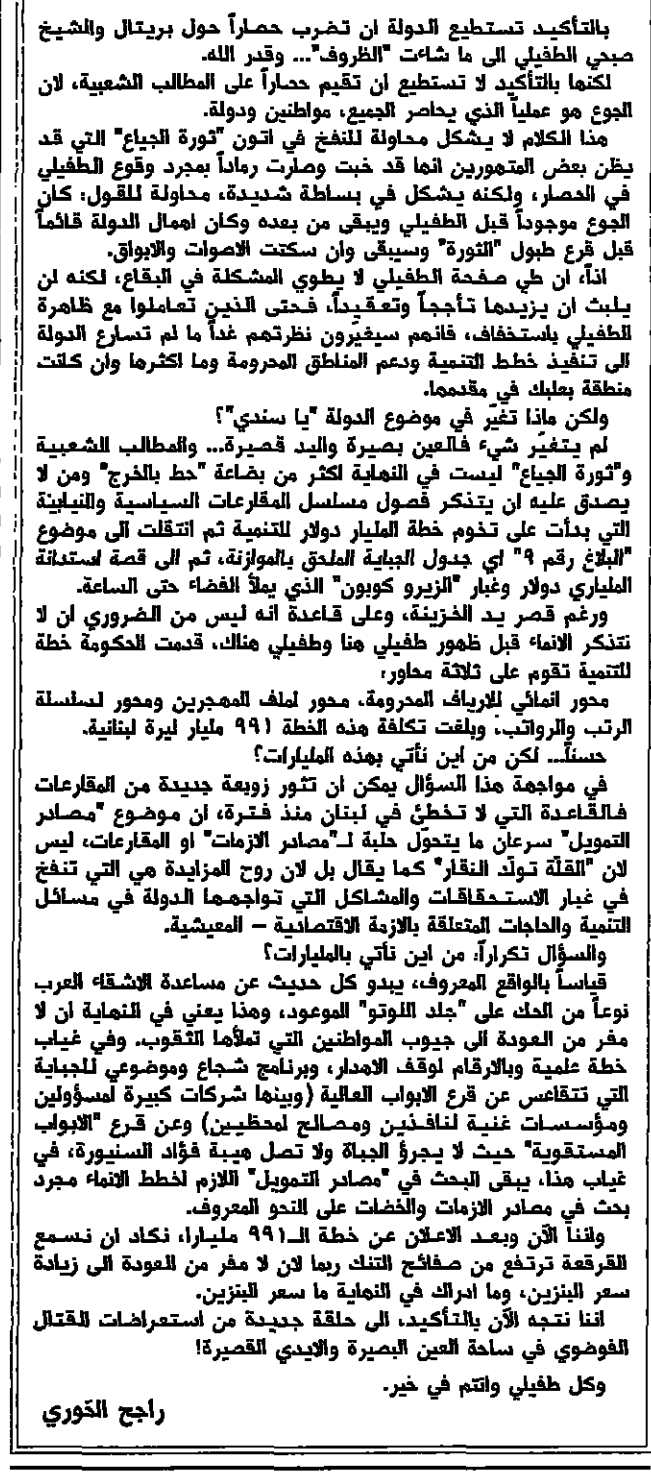 بالتأكيد تستطيع الدولة ان تضرب حصاراً حول بريتال والشيخ
صبحي الطفيلي الى ما شاءت "الظروف"... وقدر الله.
لكنها بالتأكيد لا تستطيع ان تقيم حصاراً على المطالب الشعبية، لان
الجوع هو عملياً الذي يحاصر الجميع، مواطنين ودولة.
هذا الكلام لا يشكل محاولة للنفخ في اتون "ثورة الجياع" التي قد
يظن بعض المتهورين انها قد خبت وصارت رماداً بمجرد وقوع الطفيلي
في الحصار، ولكنه يشكل في بساطة شديدة، محاولة للقول: كان
الجوع موجوداً قبل الطفيلي ويبقى من بعده وكان اهمال الدولة قائماً
قبل قرع طبول "الثورة" وسيبقى وان سكتت الاصوات والابواق.
اذاً، ان طي صفحة الطفيلي لا يطوي المشكلة في البقاع، لكنه لن
يلبث ان يزيدها تأججاً وتعقيداً، فحتى الذين تعاملوا مع ظاهرة
الطفيلي باستخفاف، فانهم سيغيّرون نظرتهم غداً ما لم تسارع الدولة
الى تنفيذ خطط التنمية ودعم المناطق المحرومة وما اكثرها وان كانت
منطقة بعلبك في مقدمها.
ولكن ماذا تغيّر في موضوع الدولة "يا سندي"؟
لم يتغيّر شيء فالعين بصيرة واليد قصيرة... والمطالب الشعبية
و"ثورة الجياع" ليست في النهاية اكثر من بضاعة "حط بالخرج" ومن لا
يصدق عليه ان يتذكر فصول مسلسل المقارعات السياسية والنيابية
التي بدأت على تخوم خطة المليار دولار للتنمية ثم انتقلت الى موضوع
"البلاغ رقم ٩" اي جدول الجباية الملحق بالموازنة، ثم الى قصة استدانة
الملياري دولار وغبار "الزيرو كوبون" الذي يملأ الفضاء حتى الساعة.
ورغم قصر يد الخزينة، وعلى قاعدة انه ليس من الضروري ان لا
نتذكر الانماء قبل ظهور طفيلي هنا وطفيلي هناك، قدمت الحكومة خطة
للتنمية تقوم على ثلاثة محاور:
محور انمائي للارياف المحرومة، محور لملف المهجرين ومحور لسلسلة
الرتب والرواتب. وبلغت تكلفة هذه الخطة ٩٩١ مليار ليرة لبنانية.
حسناً... لكن من اين نأتي بهذه المليارات؟
في مواجهة هذا السؤال يمكن ان تثور زوبعة جديدة من المقارعات
فالقاعدة التي لا تخطئ في لبنان منذ فترة، ان موضوع "مصادر
التمويل" سرعان ما يتحوّل حلبة لـ"مصادر الازمات" او المقارعات، ليس
لان "القلّة تولّد النقار" كما يقال بل لان روح المزايدة هي التي تنفخ
في غبار الاستحقاقات والمشاكل التي تواجهها الدولة في مسائل
التنمية والحاجات المتعلقة بالازمة الاقتصادية – المعيشية.
والسؤال تكراراً، من اين نأتي بالمليارات؟
قياساً بالواقع المعروف، يبدو كل حديث عن مساعدة الاشقاء العرب
نوعاً من الحك على "جلد اللوتو" الموعود، وهذا يعني في النهاية ان لا
مفر من العودة الى جيوب المواطنين التي تملأها الثقوب. وفي غياب
خطة علمية وبالارقام لوقف الاهدار، وبرنامج شجاع وموضوعي للجباية
التي تتقاعس عن قرع الابواب العالية (وبينها شركات كبيرة لمسؤولين
ومؤسسات غنية لنافذين ومصالح لمحظيين) وعن قرع "الابواب
المستقوية" حيث لا يجرؤ الجباة ولا تصل هيبة فؤاد السنيورة، في
غياب هذا، يبقى البحث في "مصادر التمويل" اللازم لخطط الانماء مجرد
بحث في مصادر الازمات والخضات على النحو المعروف.
واننا الآن وبعد الاعلان عن خطة الـ٩٩١ مليارا، نكاد ان نسمع
القرقعة ترتفع من صفائح التنك ربما لان لا مفر من العودة الى زيادة
سعر البنزين، وما ادراك في النهاية ما سعر البنزين.
اننا نتجه الآن بالتأكيد، الى حلقة جديدة من استعراضات القتال
الفوضوي في ساحة العين البصيرة والايدي القصيرة!
وكل طفيلي وانتم في خير.
راجح الخوري